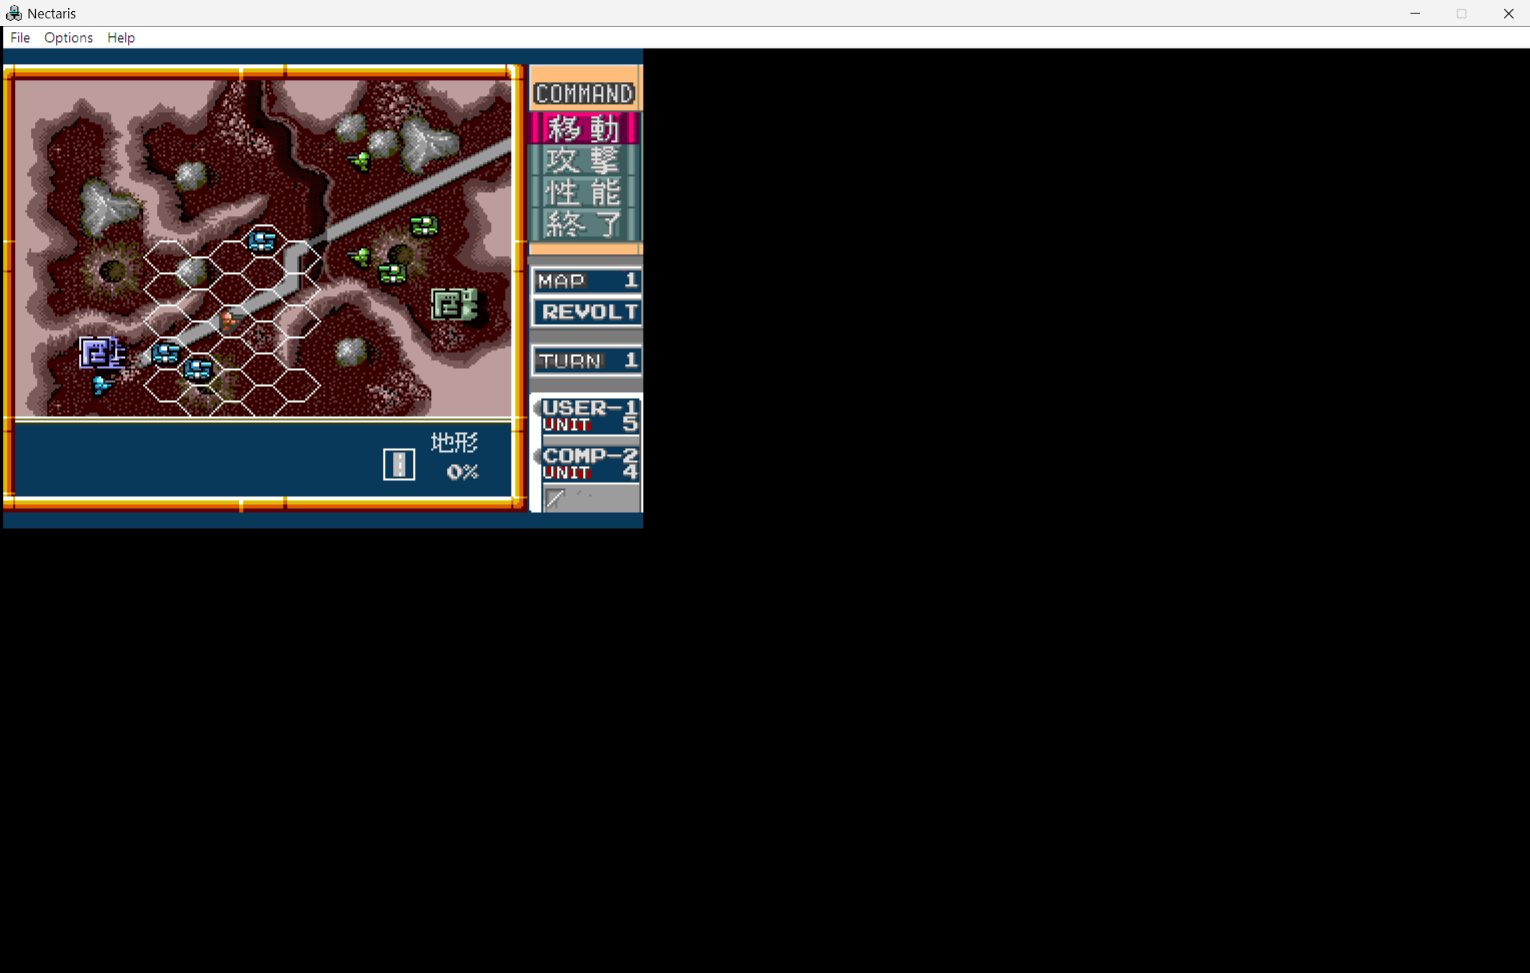 Nectaris
File Options Help
COMMAND
移動
攻撃
性能
終了
MAP 1
REVOLT
TURN 1
USER-1
UNIT 5
COMP-2
UNIT 4
地形
0%